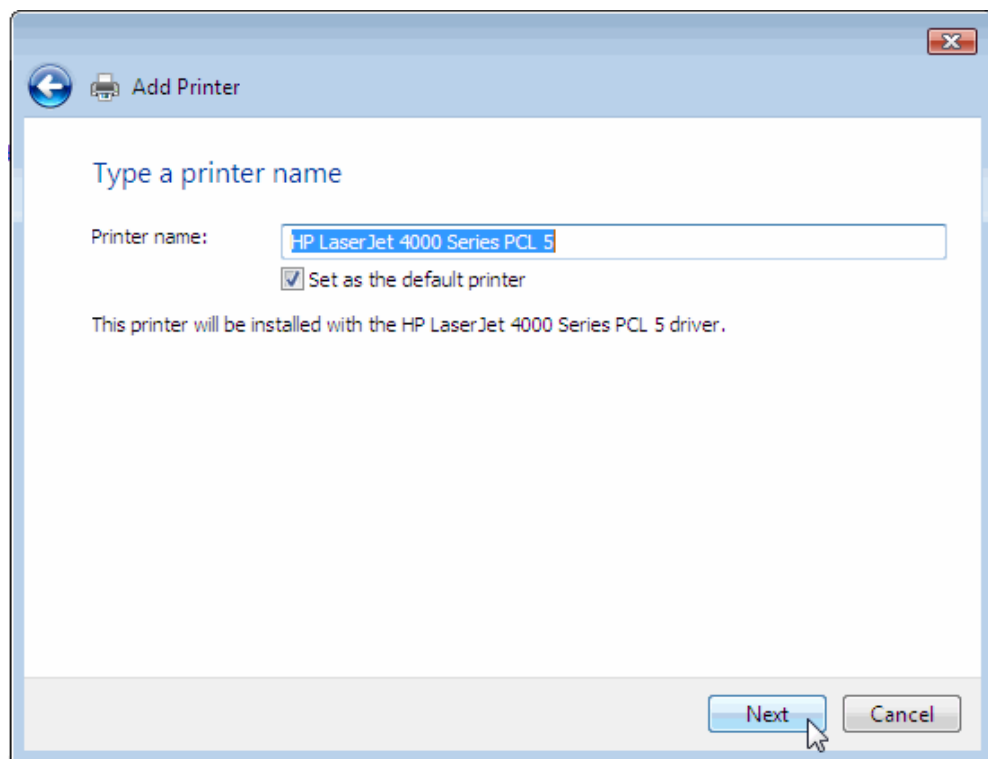 Add Printer
Type a printer name
Printer name:
HP LaserJet 4000 Series PCL 5
Set as the default printer
This printer will be installed with the HP LaserJet 4000 Series PCL 5 driver.
Next
Cancel